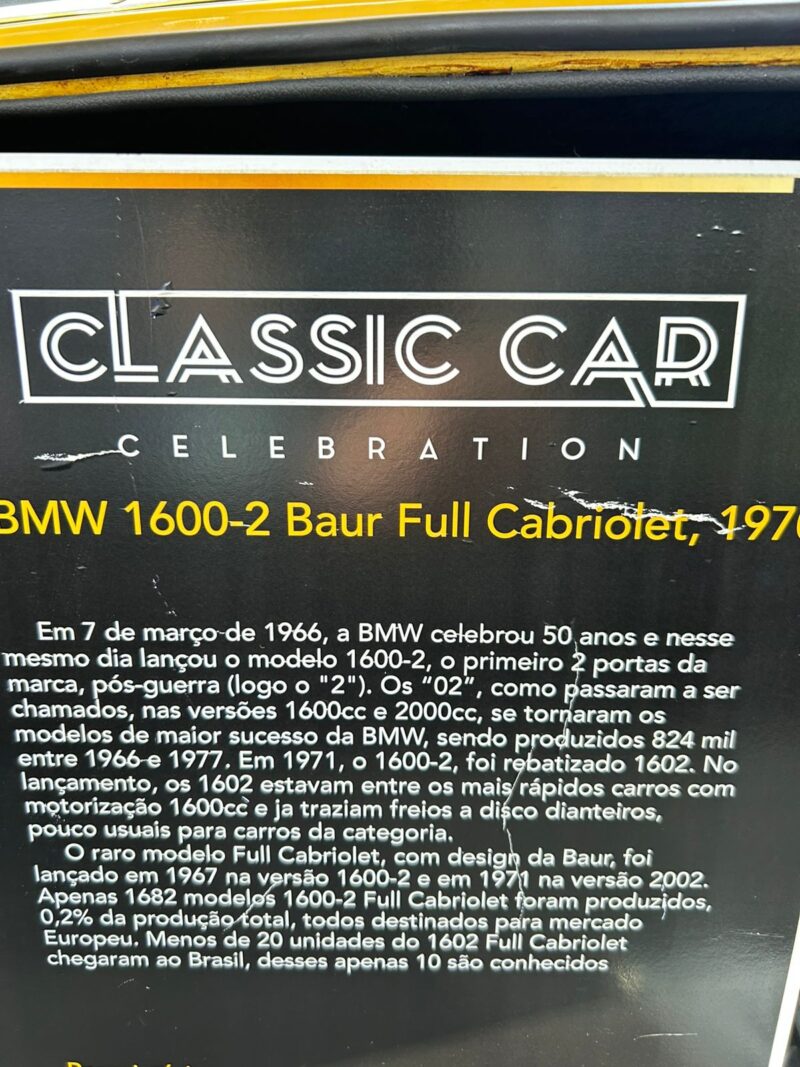 CLASSIC CAR
CELEBRATION
BMW 1600-2 Baur Full Cabriolet, 1970
Em 7 de março de 1966, a BMW celebrou 50 anos e nesse
mesmo dia lançou o modelo 1600-2, o primeiro 2 portas da
marca, pós-guerra (logo o "2"). Os “02”, como passaram a ser
chamados, nas versões 1600cc e 2000cc, se tornaram os
modelos de maior sucesso da BMW, sendo produzidos 824 mil
entre 1966 e 1977. Em 1971, o 1600-2, foi rebatizado 1602. No
lançamento, os 1602 estavam entre os mais rápidos carros com
motorização 1600cc e ja traziam freios a disco dianteiros,
pouco usuais para carros da categoria.
O raro modelo Full Cabriolet, com design da Baur, foi
lançado em 1967 na versão 1600-2 e em 1971 na versão 2002.
Apenas 1682 modelos 1600-2 Full Cabriolet foram produzidos,
0,2% da produção total, todos destinados para mercado
Europeu. Menos de 20 unidades do 1602 Full Cabriolet
chegaram ao Brasil, desses apenas 10 são conhecidos